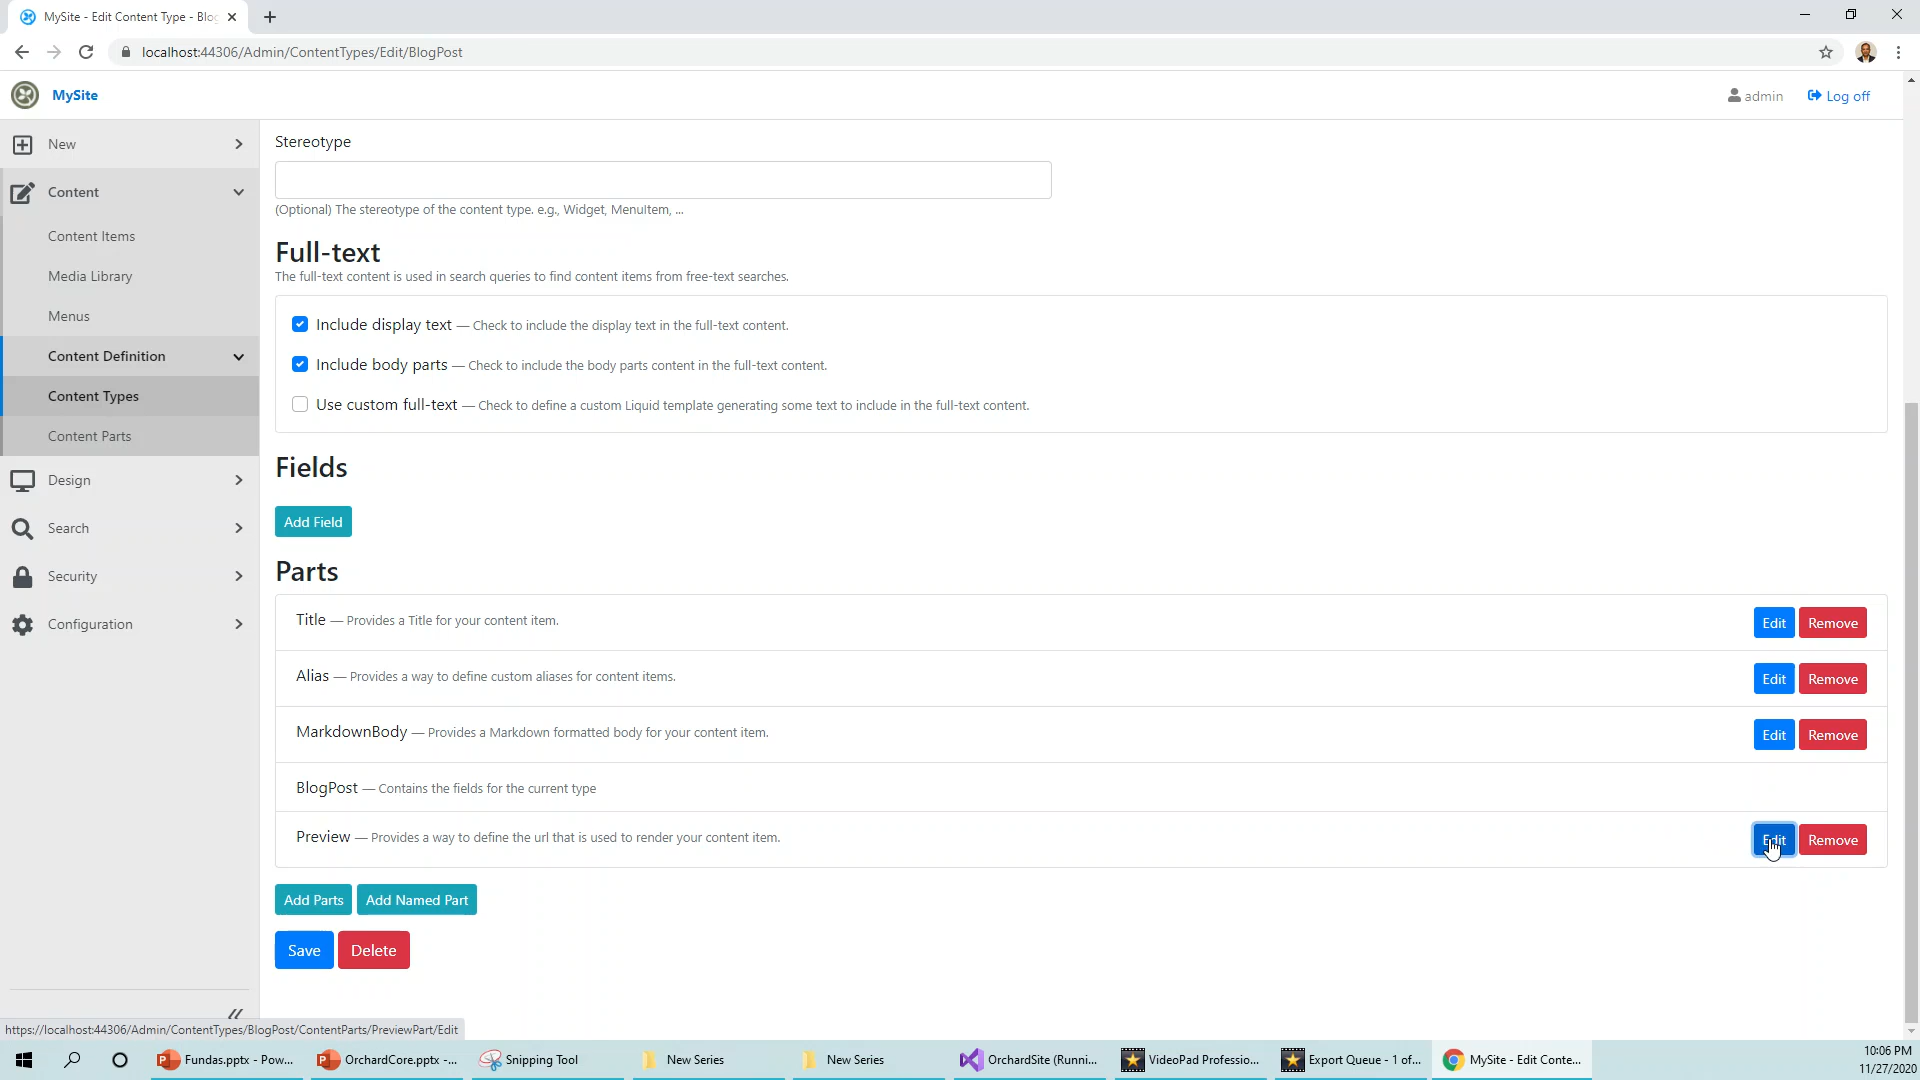 MySite - Edit Content Type - Blo
localhost:44306/Admin/ContentTypes/Edit/BlogPost
MySite
admin
Log off
New
Content
Content Items
Media Library
Menus
Content Definition
Content Types
Content Parts
Design
Search
Security
Configuration
Stereotype
(Optional) The stereotype of the content type. e.g., Widget, MenuItem, ...
Full-text
The full-text content is used in search queries to find content items from free-text searches.
Include display text — Check to include the display text in the full-text content.
Include body parts — Check to include the body parts content in the full-text content.
Use custom full-text — Check to define a custom Liquid template generating some text to include in the full-text content.
Fields
Add Field
Parts
Title — Provides a Title for your content item. Edit Remove
Alias — Provides a way to define custom aliases for content items. Edit Remove
MarkdownBody — Provides a Markdown formatted body for your content item. Edit Remove
BlogPost — Contains the fields for the current type
Preview — Provides a way to define the url that is used to render your content item. Edit Remove
Add Parts Add Named Part
Save Delete
https://localhost:44306/Admin/ContentTypes/BlogPost/ContentParts/PreviewPart/Edit
Fundas.pptx - Pow... OrchardCore.pptx -... Snipping Tool New Series New Series OrchardSite (Runni... VideoPad Professio... Export Queue - 1 of... MySite - Edit Conte...
10:06 PM
11/27/2020